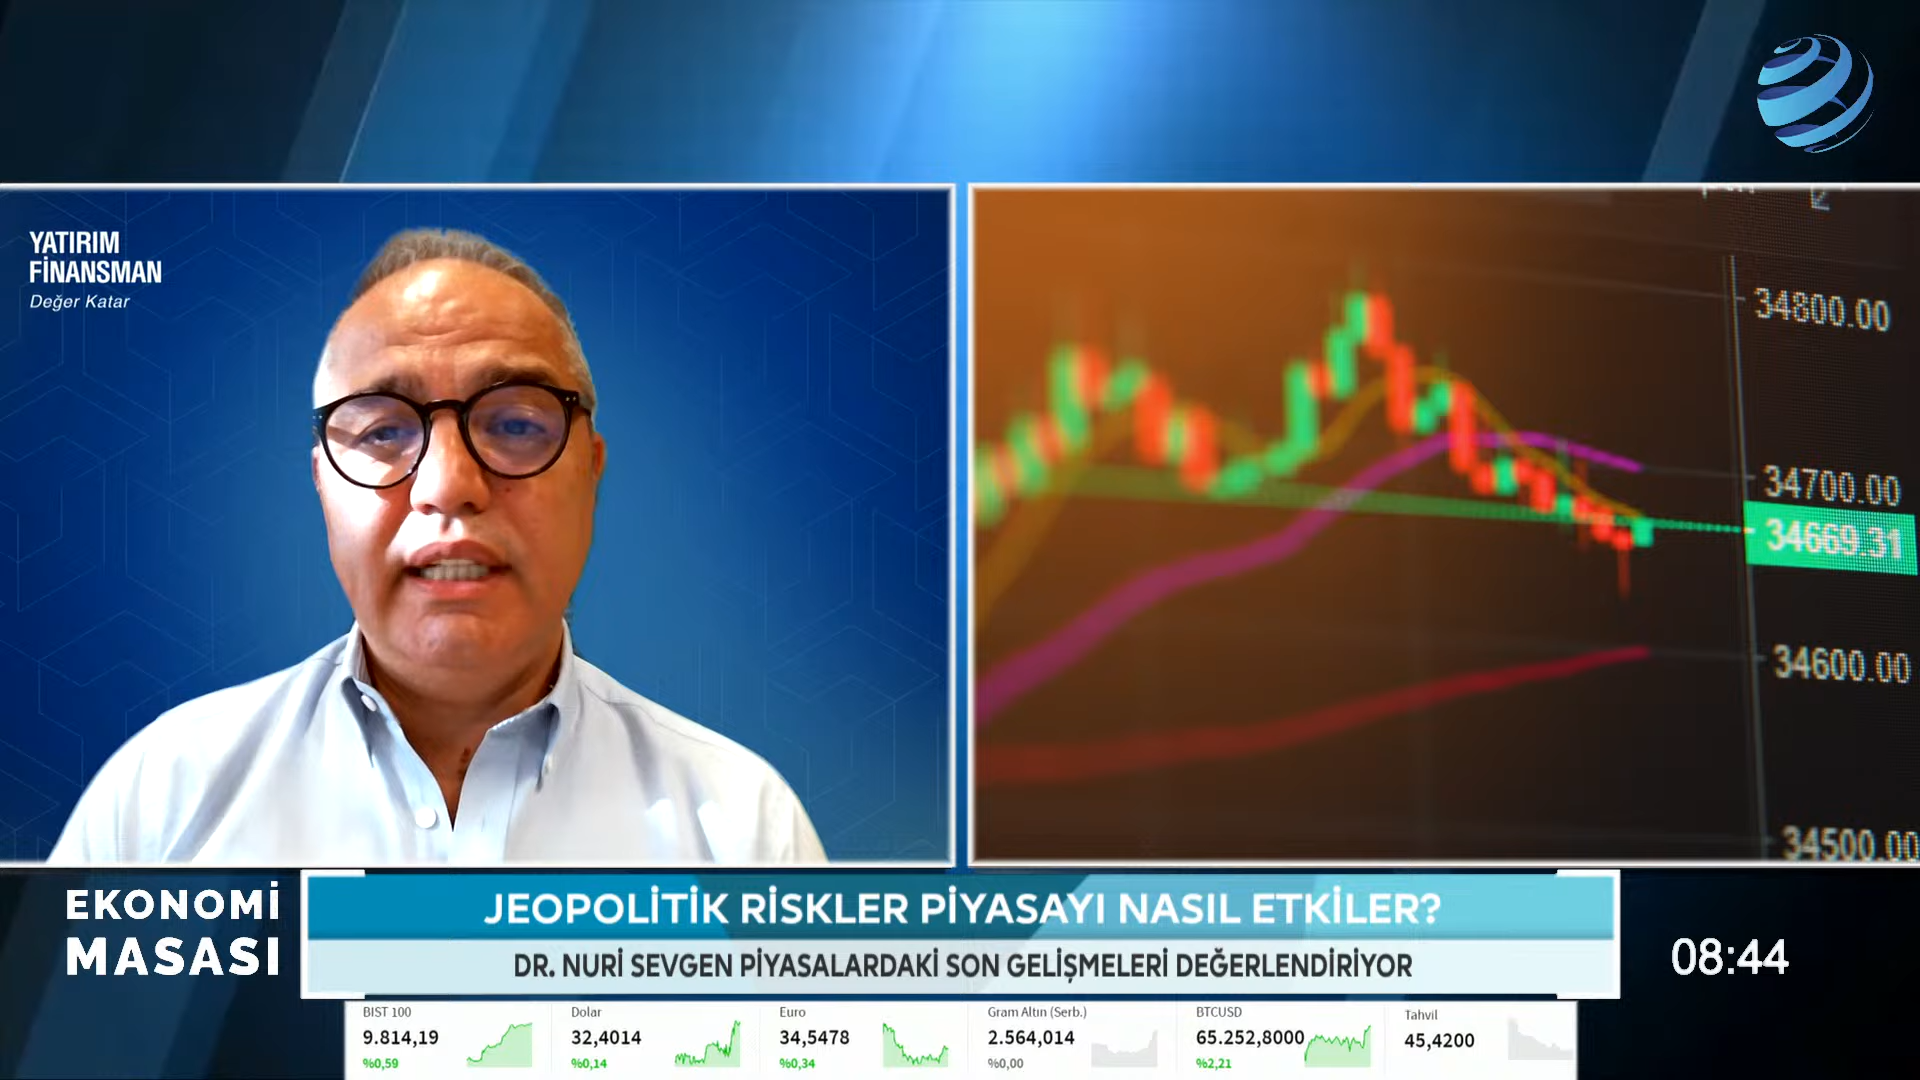 YATIRIM
FİNANSMAN
Değer Katar
34800.00
34700.00
34669.31
34600.00
34500.00
EKONOMİ
MASASI
JEOPOLİTİK RİSKLER PİYASAYI NASIL ETKİLER?
DR. NURİ SEVGEN PİYASALARDAKİ SON GELİŞMELERİ DEĞERLENDİRİYOR
08:44
BIST 100
9.814,19
%0,59
Dolar
32,4014
%0,14
Euro
34,5478
%0,34
Gram Altın (Serb.)
2.564,014
%0,00
BTCUSD
65.252,8000
%2,21
Tahvil
45,4200